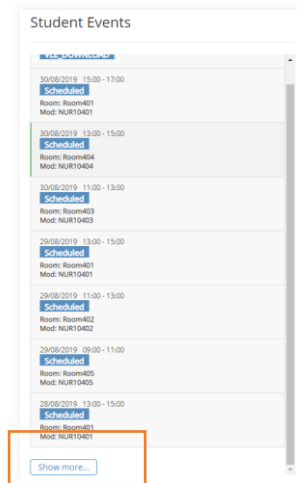 Student Events
VLE_DOWNLOAD
30/08/2019 15:00 - 17:00
Scheduled
Room: Room401
Mod: NUR10401
30/08/2019 13:00 - 15:00
Scheduled
Room: Room404
Mod: NUR10404
30/08/2019 11:00 - 13:00
Scheduled
Room: Room403
Mod: NUR10403
29/08/2019 13:00 - 15:00
Scheduled
Room: Room401
Mod: NUR10401
29/08/2019 11:00 - 13:00
Scheduled
Room: Room402
Mod: NUR10402
29/08/2019 09:00 - 11:00
Scheduled
Room: Room405
Mod: NUR10405
28/08/2019 13:00 - 15:00
Scheduled
Room: Room401
Mod: NUR10401
Show more...